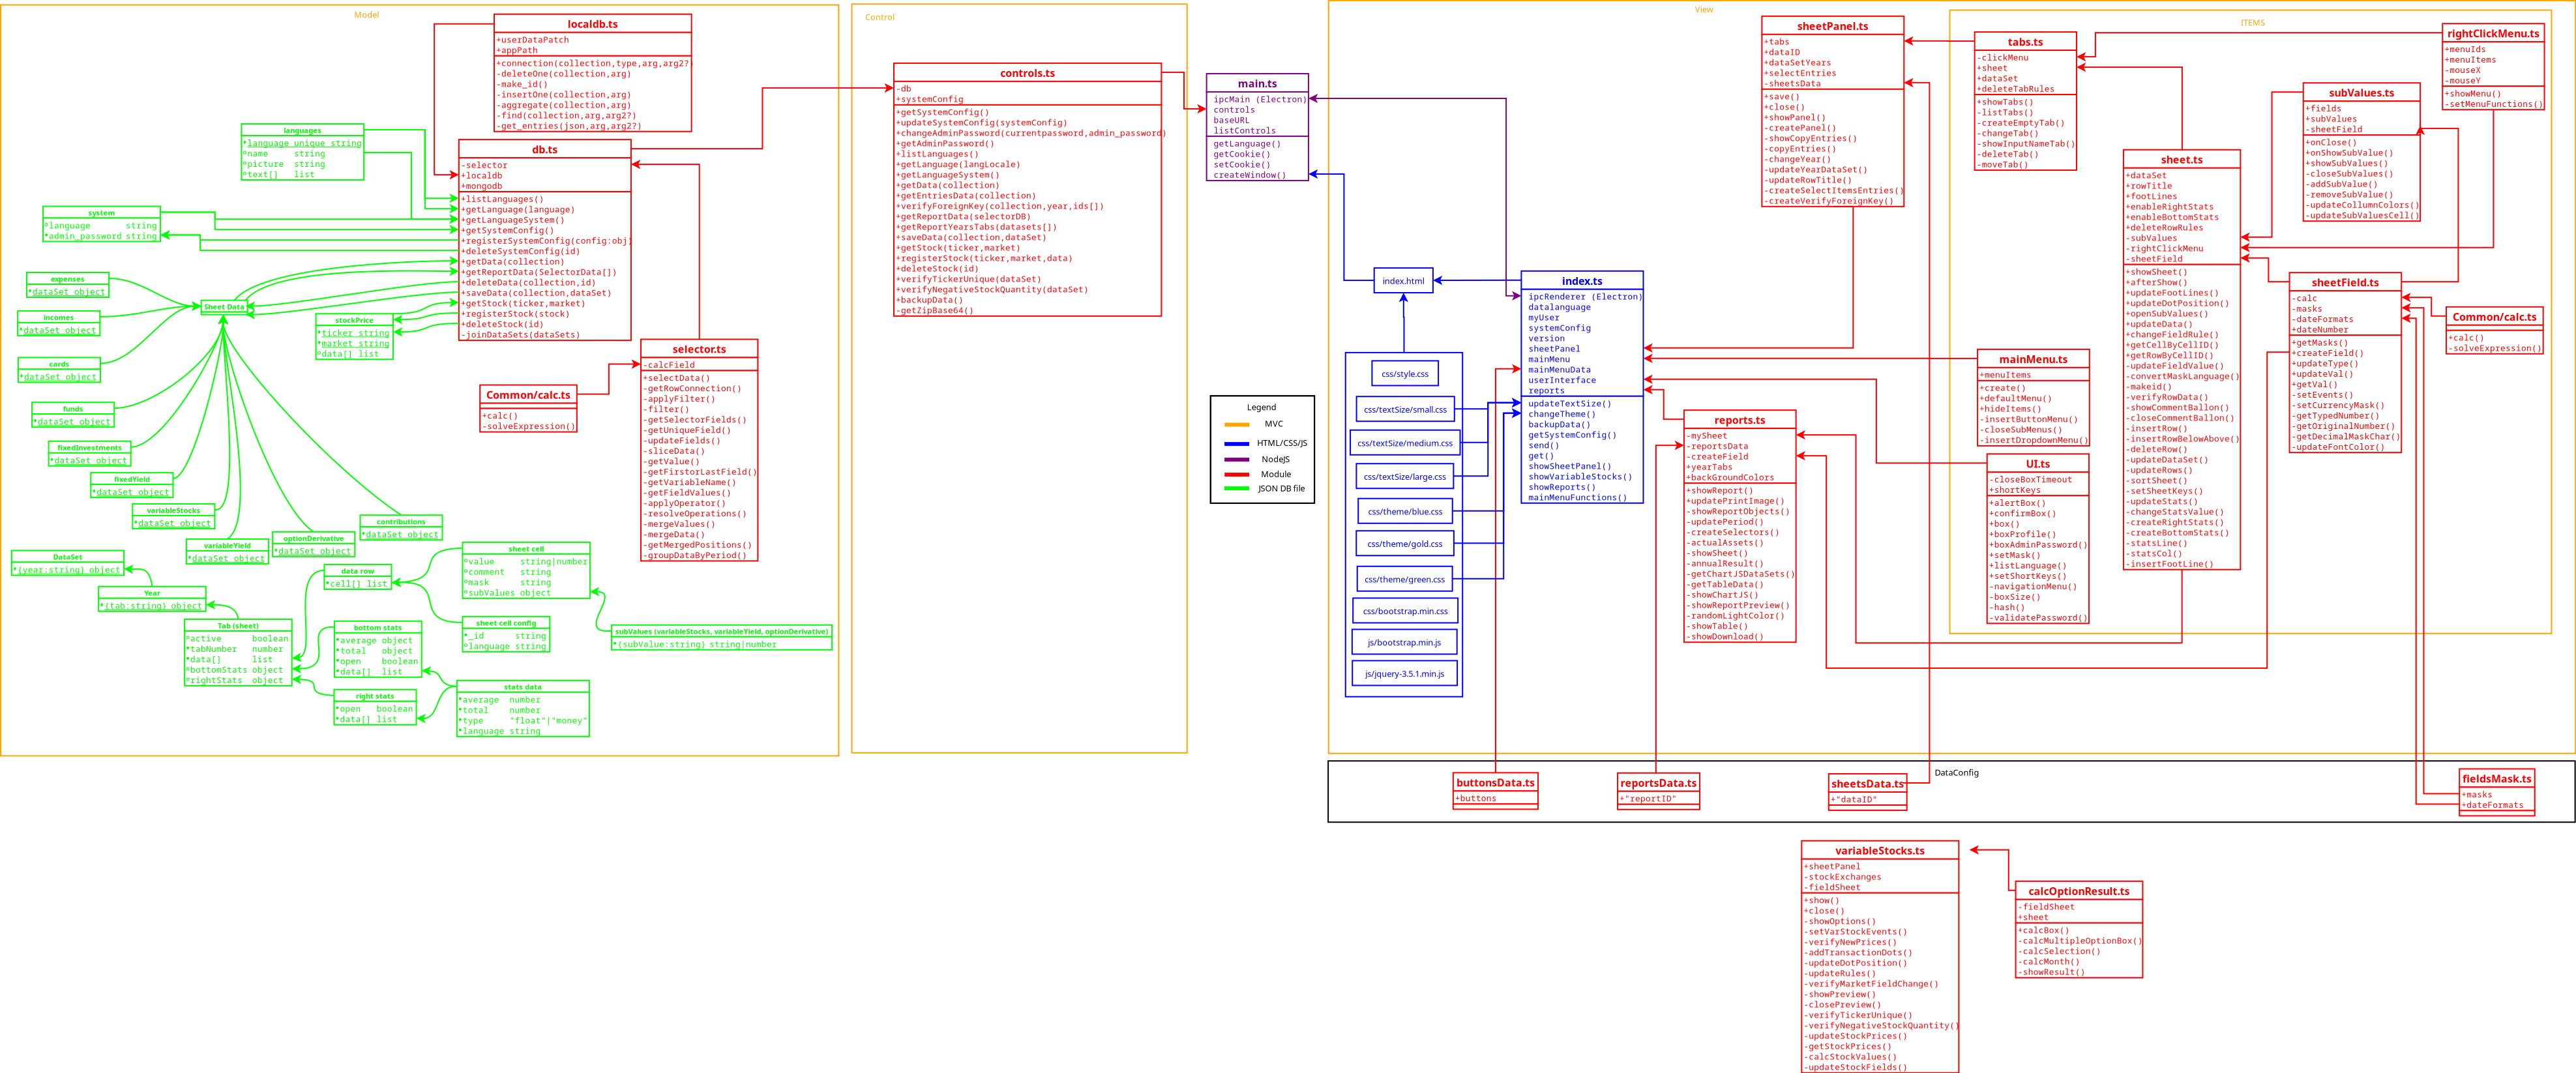 Model
localdb.ts
+userDataPatch
+appPath
+connection(collection,type,arg,arg2?)
-deleteOne(collection,arg)
-make_id()
-insertOne(collection,arg)
-aggregate(collection,arg)
-find(collection,arg,arg2?)
-get_entries(json,arg,arg2?)
languages
*language_unique string
ºname string
ºpicture string
ºtext[] list
db.ts
-selector
+localdb
+mongodb
+listLanguages()
+getLanguage(language)
+getLanguageSystem()
+getSystemConfig()
+registerSystemConfig(config:obj)
+deleteSystemConfig(id)
+getData(collection)
+getReportData(SelectorData[])
+deleteData(collection,id)
+saveData(collection,dataSet)
+getStock(ticker,market)
+registerStock(stock)
+deleteStock(id)
-joinDataSets(dataSets)
system
ºlanguage string
*admin_password string
expenses
*dataSet object
incomes
*dataSet object
cards
*dataSet object
funds
*dataSet object
fixedInvestments
*dataSet object
fixedYield
*dataSet object
variableStocks
*dataSet object
variableYield
*dataSet object
optionDerivative
*dataSet object
contributions
*dataSet object
Sheet Data
stockPrice
*ticker string
*market string
ºdata[] list
selector.ts
-calcField
+selectData()
-getRowConnection()
-applyFilter()
-filter()
-getSelectorFields()
-getUniqueField()
-updateFields()
-sliceData()
-getValue()
-getFirstorLastField()
-getVariableName()
-getFieldValues()
-applyOperator()
-resolveOperations()
-mergeValues()
-mergeData()
-getMergedPositions()
-groupDataByPeriod()
Common/calc.ts
+calc()
-solveExpression()
DataSet
*{year:string} object
Year
*{tab:string} object
Tab (sheet)
ºactive boolean
*tabNumber number
*data[] list
ºbottomStats object
ºrightStats object
data row
*cell[] list
bottom stats
*average object
*total object
*open boolean
*data[] list
right stats
*open boolean
*data[] list
sheet cell
ºvalue string|number
ºcomment string
ºmask string
ºsubValues object
sheet cell config
*_id string
ºlanguage string
subValues (variableStocks, variableYield, optionDerivative)
*{subValue:string} string|number
stats data
*average number
*total number
*type "float"|"money"
*language string
Control
controls.ts
-db
+systemConfig
+getSystemConfig()
+updateSystemConfig(systemConfig)
+changeAdminPassword(currentpassword,admin_password)
+getAdminPassword()
+listLanguages()
+getLanguage(langLocale)
+getLanguageSystem()
+getData(collection)
+getEntriesData(collection)
+verifyForeignKey(collection,year,ids[])
+getReportData(selectorDB)
+getReportYearsTabs(datasets[])
+saveData(collection,dataSet)
+getStock(ticker,market)
+registerStock(ticker,market,data)
+deleteStock(id)
+verifyTickerUnique(dataSet)
+verifyNegativeStockQuantity(dataSet)
+backupData()
-getZipBase64()
main.ts
ipcMain (Electron)
controls
baseURL
listControls
getLanguage()
getCookie()
setCookie()
createWindow()
Legend
MVC
HTML/CSS/JS
NodeJS
Module
JSON DB file
View
index.html
css/style.css
css/textSize/small.css
css/textSize/medium.css
css/textSize/large.css
css/theme/blue.css
css/theme/gold.css
css/theme/green.css
css/bootstrap.min.css
js/bootstrap.min.js
js/jquery-3.5.1.min.js
index.ts
ipcRenderer (Electron)
datalanguage
myUser
systemConfig
version
sheetPanel
mainMenu
mainMenuData
userInterface
reports
updateTextSize()
changeTheme()
backupData()
getSystemConfig()
send()
get()
showSheetPanel()
showVariableStocks()
showReports()
mainMenuFunctions()
sheetPanel.ts
+tabs
+dataID
+dataSetYears
+selectEntries
-sheetsData
+save()
+close()
+showPanel()
-createPanel()
-showCopyEntries()
-copyEntries()
-changeYear()
-updateYearDataSet()
-updateRowTitle()
-createSelectItemsEntries()
-createVerifyForeignKey()
reports.ts
-mySheet
-reportsData
-createField
+yearTabs
+backGroundColors
+showReport()
+updatePrintImage()
-showReportObjects()
-updatePeriod()
-createSelectors()
-actualAssets()
-showSheet()
-annualResult()
-getChartJSDataSets()
-getTableData()
-showChartJS()
-showReportPreview()
-randomLightColor()
-showTable()
-showDownload()
ITEMS
tabs.ts
-clickMenu
+sheet
+dataSet
+deleteTabRules
+showTabs()
-listTabs()
-createEmptyTab()
-changeTab()
-showInputNameTab()
-deleteTab()
-moveTab()
mainMenu.ts
+menuItems
+create()
+defaultMenu()
+hideItems()
-insertButtonMenu()
-closeSubMenus()
-insertDropdownMenu()
UI.ts
-closeBoxTimeout
+shortKeys
+alertBox()
+confirmBox()
+box()
+boxProfile()
+boxAdminPassword()
+setMask()
+listLanguage()
+setShortKeys()
-navigationMenu()
-boxSize()
-hash()
-validatePassword()
sheet.ts
+dataSet
+rowTitle
+footLines
+enableRightStats
+enableBottomStats
+deleteRowRules
-subValues
-rightClickMenu
-sheetField
+showSheet()
+afterShow()
+updateFootLines()
+updateDotPosition()
+openSubValues()
+updateData()
+changeFieldRule()
+getCellByCellID()
+getRowByCellID()
-updateFieldValue()
-convertMaskLanguage()
-makeid()
-verifyRowData()
-showCommentBallon()
-closeCommentBallon()
-insertRow()
-insertRowBelowAbove()
-deleteRow()
-updateDataSet()
-updateRows()
-sortSheet()
-setSheetKeys()
-updateStats()
-changeStatsValue()
-createRightStats()
-createBottomStats()
-statsLine()
-statsCol()
-insertFootLine()
rightClickMenu.ts
+menuIds
+menuItems
-mouseX
-mouseY
+showMenu()
-setMenuFunctions()
subValues.ts
+fields
+subValues
-sheetField
+onClose()
+onShowSubValue()
+showSubValues()
-closeSubValues()
-addSubValue()
-removeSubValue()
-updateCollumnColors()
-updateSubValuesCell()
sheetField.ts
-calc
-masks
-dateFormats
+dateNumber
+getMasks()
+createField()
+updateType()
+updateVal()
+getVal()
-setEvents()
-setCurrencyMask()
-getTypedNumber()
-getOriginalNumber()
-getDecimalMaskChar()
-updateFontColor()
Common/calc.ts
+calc()
-solveExpression()
DataConfig
buttonsData.ts
+buttons
reportsData.ts
+"reportID"
sheetsData.ts
+"dataID"
fieldsMask.ts
+masks
+dateFormats
variableStocks.ts
+sheetPanel
-stockExchanges
-fieldSheet
+show()
+close()
-showOptions()
-setVarStockEvents()
-verifyNewPrices()
-addTransactionDots()
-updateDotPosition()
-updateRules()
-verifyMarketFieldChange()
-showPreview()
-closePreview()
-verifyTickerUnique()
-verifyNegativeStockQuantity()
-updateStockPrices()
-getStockPrices()
-calcStockValues()
-updateStockFields()
calcOptionResult.ts
-fieldSheet
+sheet
+calcBox()
-calcMultipleOptionBox()
-calcSelection()
-calcMonth()
-showResult()